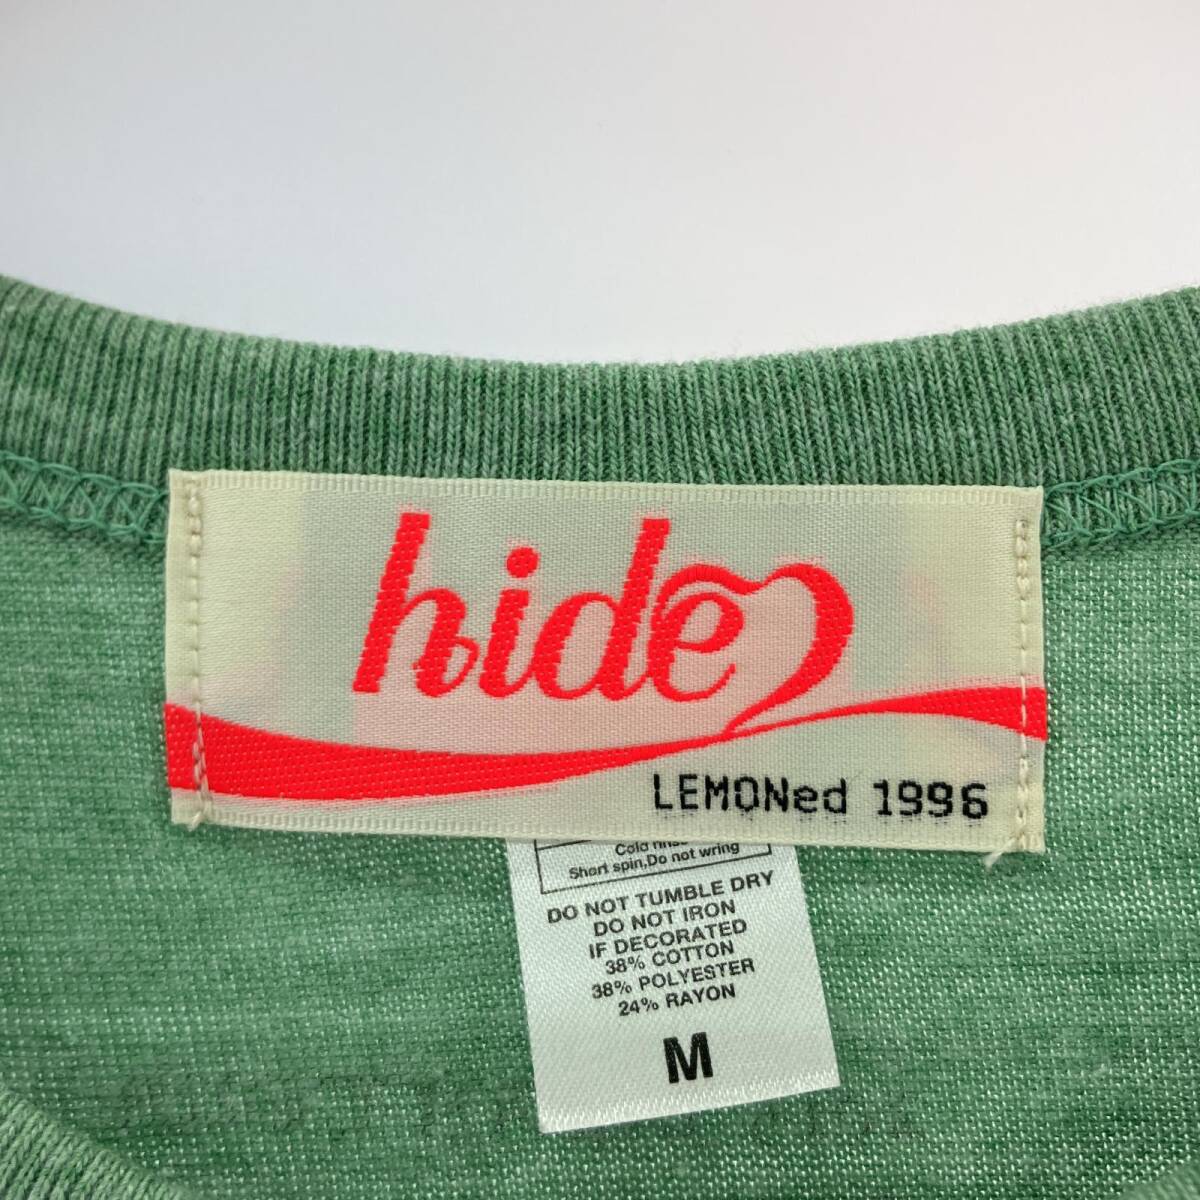 hide
LEMONed 1996
Cold
Short spin,Do not wring
DO NOT TUMBLE DRY
DO NOT IRON
IF DECORATED
38% COTTON
38% POLYESTER
24% RAYON
M